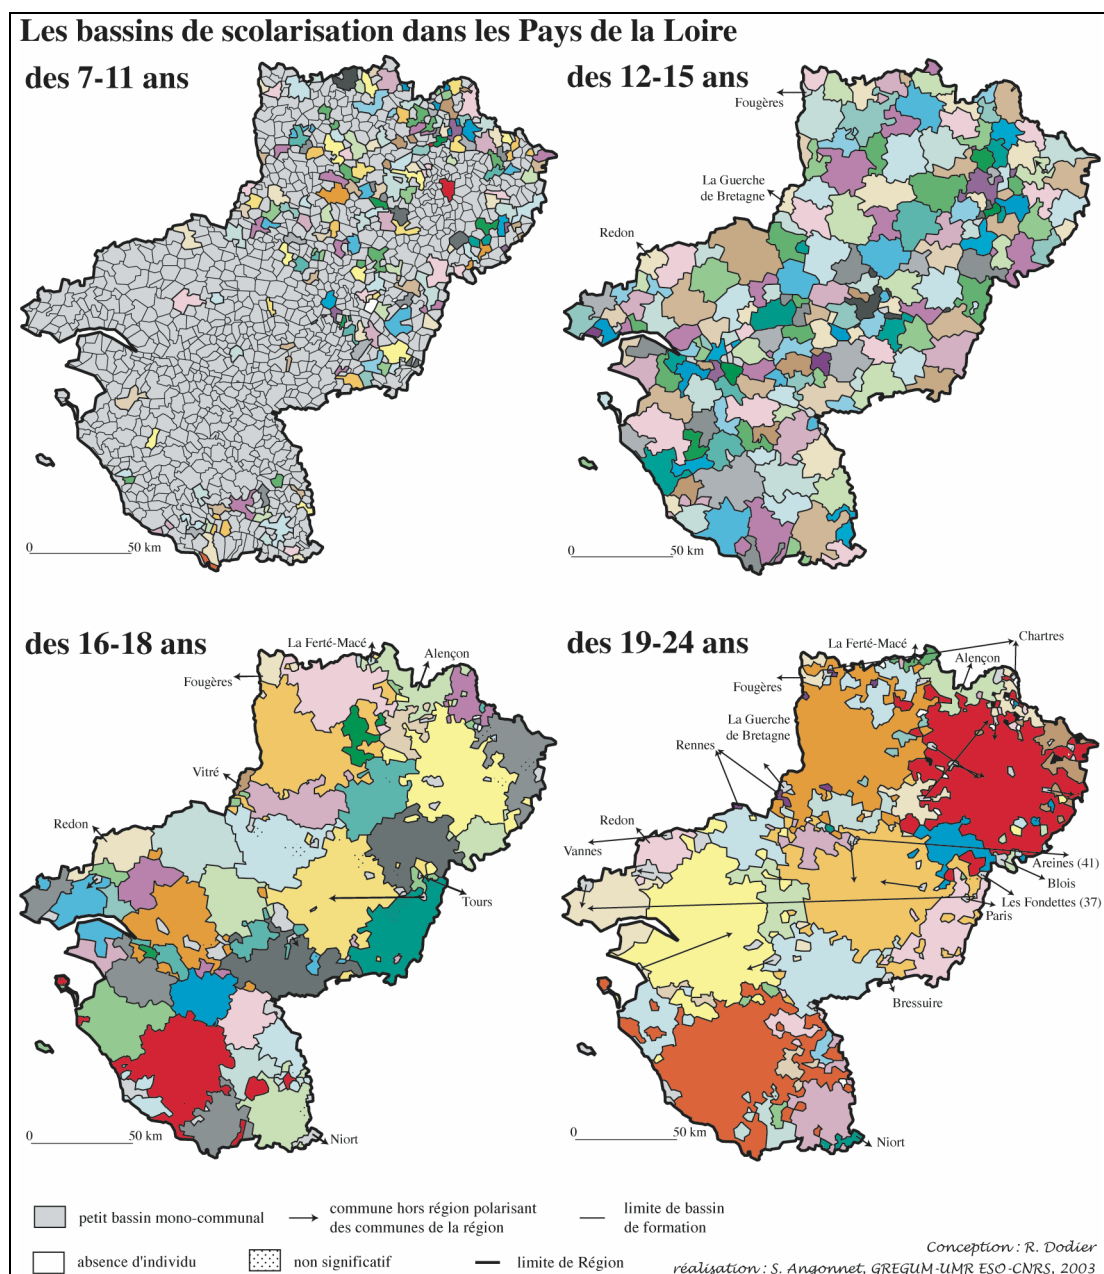 Les bassins de scolarisation dans les Pays de la Loire
des 7-11 ans
0
50 km
des 12-15 ans
Fougères
La Guerche
de Bretagne
Redon
0
50 km
des 16-18 ans
La Ferté-Macé
Alençon
Fougères
Vitré
Redon
Tours
Niort
0
50 km
des 19-24 ans
La Ferté-Macé
Chartres
Alençon
Fougères
La Guerche
de Bretagne
Rennes
Redon
Vannes
Areines (41)
Blois
Les Fondettes (37)
Paris
Bressuire
Niort
0
50 km
petit bassin mono-communal
commune hors région polarisant
des communes de la région
limite de bassin
de formation
absence d'individu
non significatif
limite de Région
Conception : R. Dodier
réalisation : S. Angonnet, GREGUM-UMR ESO-CNRS, 2003